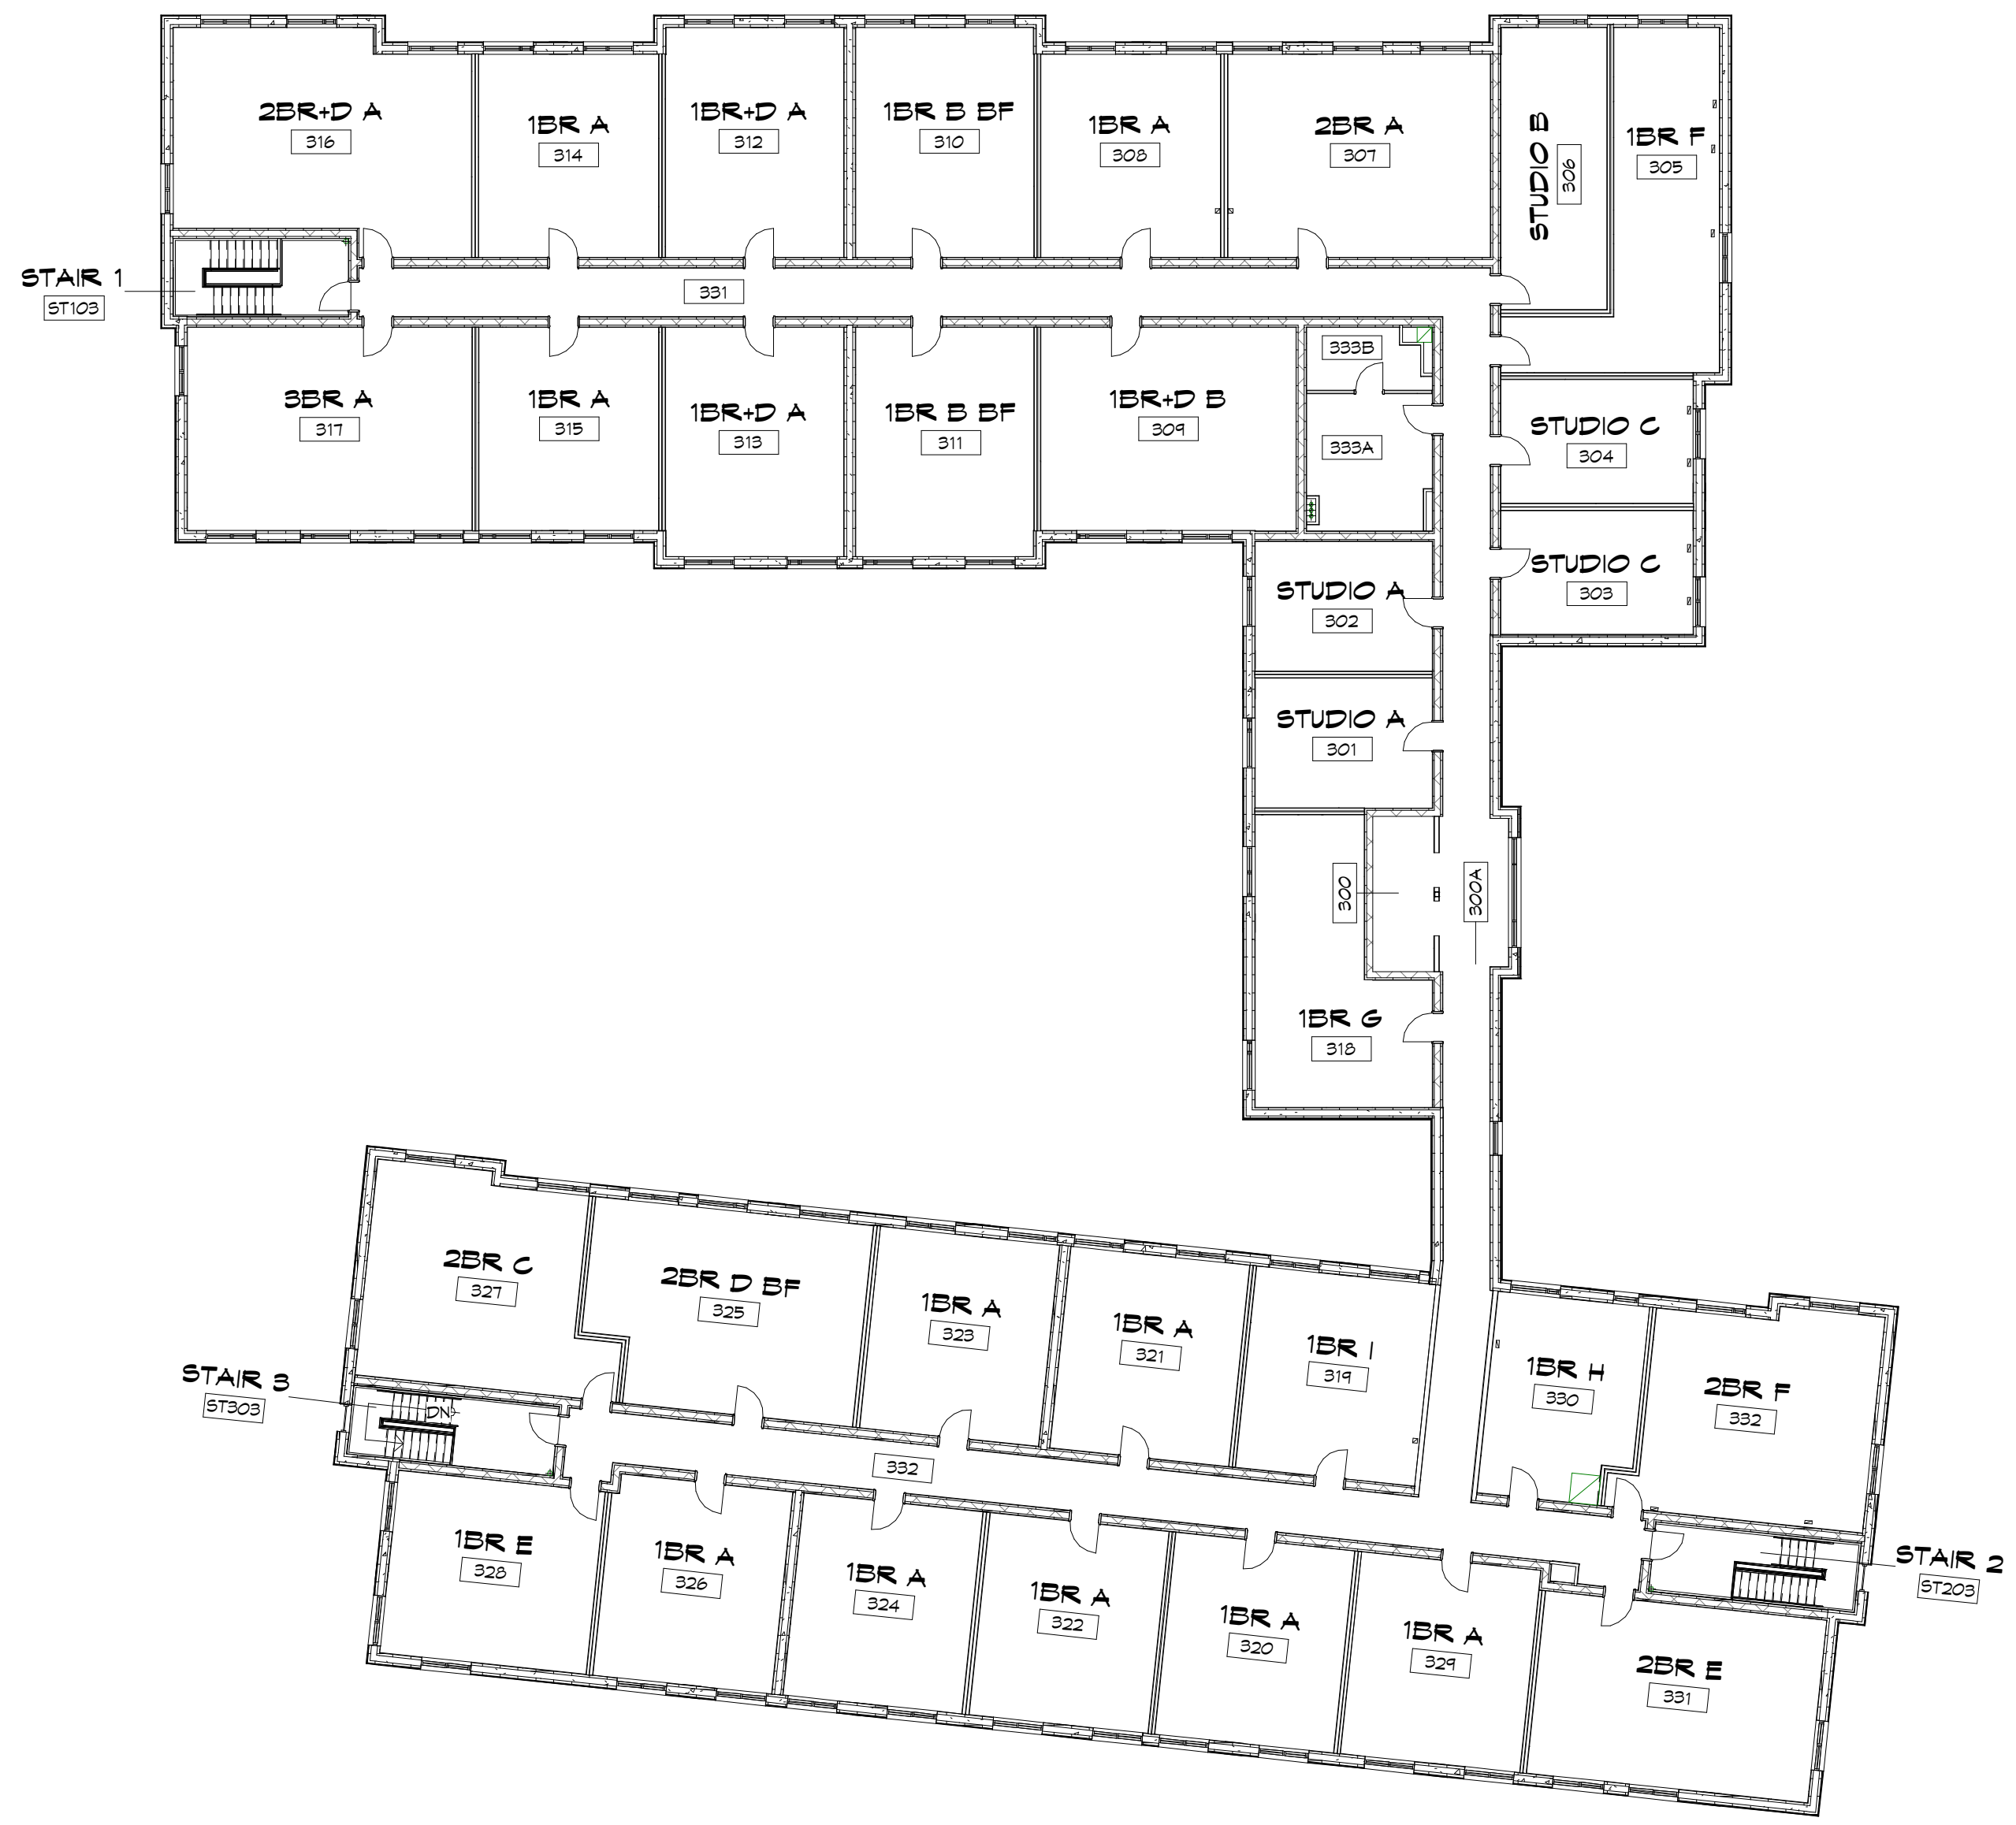 2BR+D A
316
1BR A
314
1BR+D A
312
1BR B BF
310
1BR A
308
2BR A
307
STUDIO B
306
1BR F
305
STAIR 1
ST103
331
3BR A
317
1BR A
315
1BR+D A
313
1BR B BF
311
1BR+D B
309
333B
333A
STUDIO C
304
STUDIO C
303
STUDIO A
302
STUDIO A
301
300
300A
1BR G
318
2BR C
327
2BR D BF
325
1BR A
323
1BR A
321
1BR I
319
1BR H
330
2BR F
332
STAIR 3
ST303
DN
332
1BR E
328
1BR A
326
1BR A
324
1BR A
322
1BR A
320
1BR A
329
2BR E
331
STAIR 2
ST203